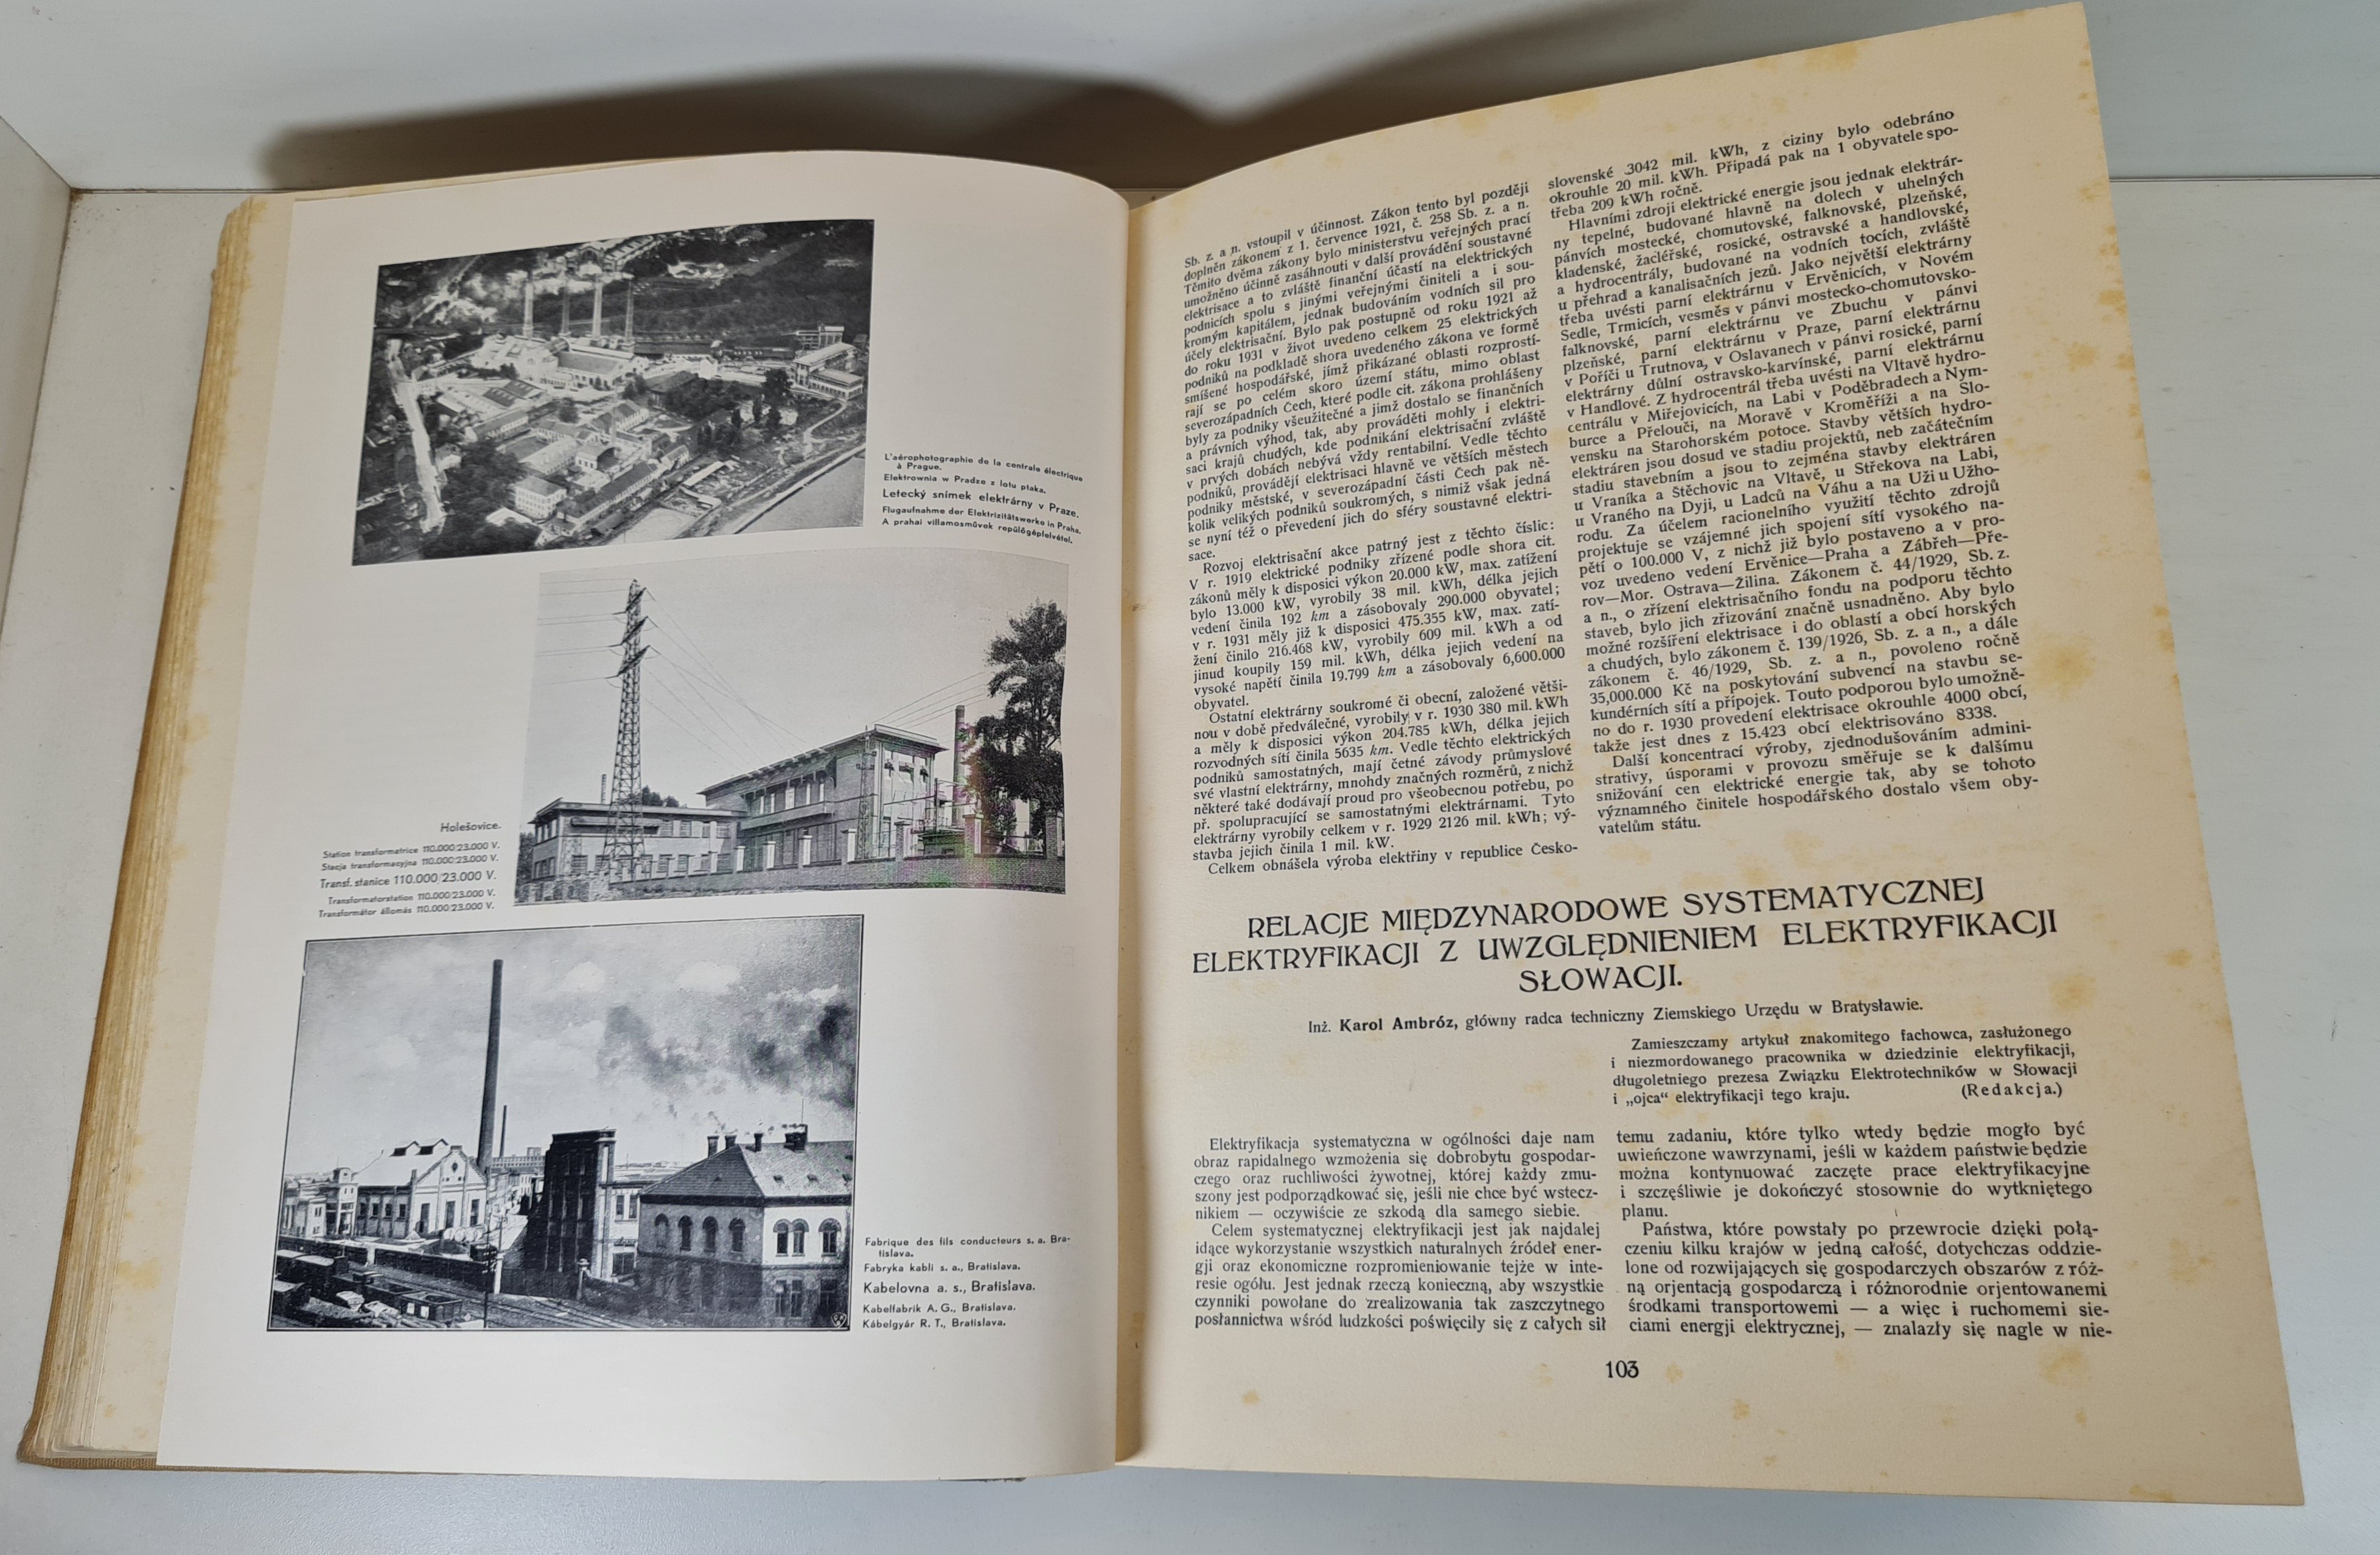 L'aérophotographie de la centrale électrique
à Prague.
Elektrownia w Pradze z lotu ptaka.
Letecký snímek elektrárny v Praze.
Flugaufnahme der Elektrizitätswerke in Praha.
A prahai villamosművek repülőgépfelvétel.
Holešovice.
Station transformatrice 110.000/23.000 V.
Stacja transformacyjna 110.000/23.000 V.
Transf. stanice 110.000/23.000 V.
Transformatorstation 110.000/23.000 V.
Transformátor állomás 110.000/23.000 V.
Fabrique des fils conducteurs s. a. Bra-
tislava.
Fabryka kabli s. a., Bratislava.
Kabelovna a. s., Bratislava.
Kabelfabrik A. G., Bratislava.
Kábelgyár R. T., Bratislava.
Sb. z. a n. vstoupil v účinnost. Zákon tento byl později
doplněn zákonem z 1. července 1921, č. 258 Sb. z. a n.
Těmito dvěma zákony bylo ministerstvu veřejných prací
umožněno účinně zasáhnouti v další provádění soustavné
elektrisace a to zvláště finanční účastí na elektrických
podnicích spolu s jinými veřejnými činiteli a i sou-
kromým kapitálem, jednak budováním vodních sil pro
účely elektrisační. Bylo pak postupně od roku 1921 až
do roku 1931 v život uvedeno celkem 25 elektrických
podniků na podkladě shora uvedeného zákona ve formě
smíšené hospodářské, jímž přikázané oblasti rozprostí-
rají se po celém skoro území státu, mimo oblast
severozápadních Čech, které podle cit. zákona prohlášeny
byly za podniky všeužitečné a jimž dostalo se finančních
a právních výhod, tak, aby prováděti mohly i elektri-
saci krajů chudých, kde podnikání elektrisační zvláště
v prvých dobách nebývá vždy rentabilní. Vedle těchto
podniků, provádějí elektrisaci hlavně ve větších městech
podniky městské, v severozápadní části Čech pak ně-
kolik velikých podniků soukromých, s nimiž však jedná
se nyní též o převedení jich do sféry soustavné elektri-
sace.
Rozvoj elektrisační akce patrný jest z těchto číslic:
V r. 1919 elektrické podniky zřízené podle shora cit.
zákonů měly k disposici výkon 20.000 kW, max. zatížení
bylo 13.000 kW, vyrobily 38 mil. kWh, délka jejich
vedení činila 192 km a zásobovaly 290.000 obyvatel;
v r. 1931 měly již k disposici 475.355 kW, max. zatí-
žení činilo 216.468 kW, vyrobily 609 mil. kWh a od
jinud koupily 159 mil. kWh, délka jejich vedení na
vysoké napětí činila 19.799 km a zásobovaly 6,600.000
obyvatel.
Ostatní elektrárny soukromé či obecní, založené větši-
nou v době předválečné, vyrobily v r. 1930 380 mil. kWh
a měly k disposici výkon 204.785 kWh, délka jejich
rozvodných sítí činila 5635 km. Vedle těchto elektrických
podniků samostatných, mají četné závody průmyslové
své vlastní elektrárny, mnohdy značných rozměrů, z nichž
některé také dodávají proud pro všeobecnou potřebu, po
př. spolupracující se samostatnými elektrárnami. Tyto
elektrárny vyrobily celkem v r. 1929 2126 mil. kWh; vý-
stavba jejich činila 1 mil. kW.
Celkem obnášela výroba elektřiny v republice Česko-
slovenské 3042 mil. kWh, z ciziny bylo odebráno
okrouhle 20 mil. kWh. Připadá pak na 1 obyvatele spo-
třeba 209 kWh ročně.
Hlavními zdroji elektrické energie jsou jednak elektrár-
ny tepelné, budované hlavně na dolech v uhelných
pánvích mostecké, chomutovské, falknovské, plzeňské,
kladenské, žacléřské, rosické, ostravské a handlovské,
a hydrocentrály, budované na vodních tocích, zvláště
u přehrad a kanalisačních jezů. Jako největší elektrárny
třeba uvésti parní elektrárnu v Ervěnicích, v Novém
Sedle, Trmicích, vesměs v pánvi mostecko-chomutovsko-
falknovské, parní elektrárnu ve Zbuchu v pánvi
plzeňské, parní elektrárnu v Praze, parní elektrárnu
v Poříčí u Trutnova, v Oslavanech v pánvi rosické, parní
elektrárny důlní ostravsko-karvínské, parní elektrárnu
v Handlové. Z hydrocentrál třeba uvésti na Vltavě hydro-
centrálu v Miřejovicích, na Labi v Poděbradech a Nym-
burce a Přelouči, na Moravě v Kroměříži a na Slo-
vensku na Starohorském potoce. Stavby větších hydro-
elektráren jsou dosud ve stadiu projektů, neb začátečním
stadiu stavebním a jsou to zejména stavby elektráren
u Vraníka a Štěchovic na Vltavě, u Střekova na Labi,
u Vraného na Dyji, u Ladců na Váhu a na Uži u Užho-
rodu. Za účelem racionelního využití těchto zdrojů
projektuje se vzájemné jich spojení sítí vysokého na-
pětí o 100.000 V, z nichž již bylo postaveno a v pro-
voz uvedeno vedení Ervěnice—Praha a Zábřeh—Pře-
rov—Mor. Ostrava—Žilina. Zákonem č. 44/1929, Sb. z.
a n., o zřízení elektrisačního fondu na podporu těchto
staveb, bylo jich zřizování značně usnadněno. Aby bylo
možné rozšíření elektrisace i do oblastí a obcí horských
a chudých, bylo zákonem č. 139/1926, Sb. z. a n., a dále
zákonem č. 46/1929, Sb. z. a n., povoleno ročně
35,000.000 Kč na poskytování subvencí na stavbu se-
kundérních sítí a přípojek. Touto podporou bylo umožně-
no do r. 1930 provedení elektrisace okrouhle 4000 obcí,
takže jest dnes z 15.423 obcí elektrisováno 8338.
Další koncentrací výroby, zjednodušováním admini-
strativy, úsporami v provozu směřuje se k dalšímu
snižování cen elektrické energie tak, aby se tohoto
významného činitele hospodářského dostalo všem oby-
vatelům státu.
RELACJE MIĘDZYNARODOWE SYSTEMATYCZNEJ
ELEKTRYFIKACJI Z UWZGLĘDNIENIEM ELEKTRYFIKACJI
SŁOWACJI.
Inż. Karol Ambróz, główny radca techniczny Ziemskiego Urzędu w Bratysławie.
Zamieszczamy artykuł znakomitego fachowca, zasłużonego
i niezmordowanego pracownika w dziedzinie elektryfikacji,
długoletniego prezesa Związku Elektrotechników w Słowacji
i „ojca“ elektryfikacji tego kraju. (Redakcja.)
Elektryfikacja systematyczna w ogólności daje nam
obraz rapidalnego wzmożenia się dobrobytu gospodar-
czego oraz ruchliwości żywotnej, której każdy zmu-
szony jest podporządkować się, jeśli nie chce być wstecz-
nikiem — oczywiście ze szkodą dla samego siebie.
Celem systematycznej elektryfikacji jest jak najdalej
idące wykorzystanie wszystkich naturalnych źródeł ener-
gji oraz ekonomiczne rozpromieniowanie tejże w inte-
resie ogółu. Jest jednak rzeczą konieczną, aby wszystkie
czynniki powołane do zrealizowania tak zaszczytnego
posłannictwa wśród ludzkości poświęciły się z całych sił
temu zadaniu, które tylko wtedy będzie mogło być
uwieńczone wawrzynami, jeśli w każdem państwie będzie
można kontynuować zaczęte prace elektryfikacyjne
i szczęśliwie je dokończyć stosownie do wytkniętego
planu.
Państwa, które powstały po przewrocie dzięki połą-
czeniu kilku krajów w jedną całość, dotychczas oddzie-
lone od rozwijających się gospodarczych obszarów z róż-
ną orjentacją gospodarczą i różnorodnie orjentowanemi
środkami transportowemi — a więc i ruchomemi sie-
ciami energji elektrycznej, — znalazły się nagle w nie-
103